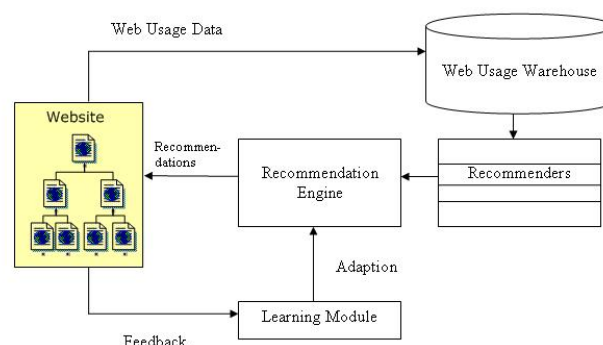 Web Usage Data
Web Usage Warehouse
Website
Recommen-
dations
Recommendation
Engine
Recommenders
Adaption
Learning Module
Feedback